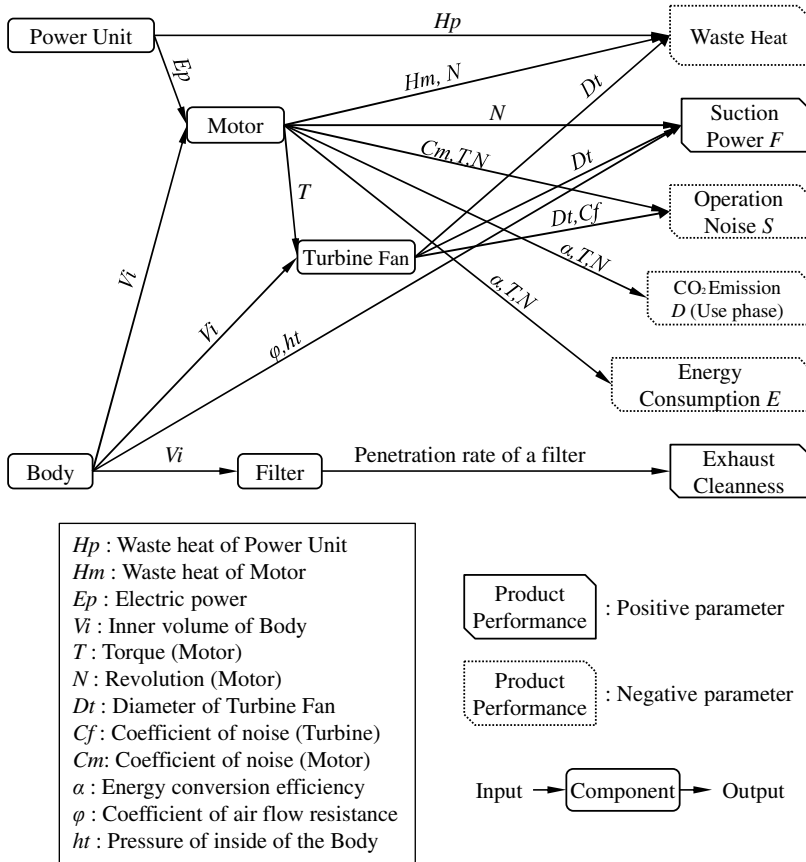 Power Unit
Hp
Waste Heat
Ep
Hm, N
Dt
Motor
N
Suction
Power F
Cm,T,N
Dt
T
Operation
Noise S
Dt,Cf
Turbine Fan
α,T,N
α,T,N
CO2 Emission
D (Use phase)
Vi
Vi
φ,ht
Energy
Consumption E
Body
Vi
Filter
Penetration rate of a filter
Exhaust
Cleanness
Hp : Waste heat of Power Unit
Hm : Waste heat of Motor
Ep : Electric power
Vi : Inner volume of Body
T : Torque (Motor)
N : Revolution (Motor)
Dt : Diameter of Turbine Fan
Cf : Coefficient of noise (Turbine)
Cm: Coefficient of noise (Motor)
α : Energy conversion efficiency
φ : Coefficient of air flow resistance
ht : Pressure of inside of the Body
Product
Performance
: Positive parameter
Product
Performance
: Negative parameter
Input
Component
Output